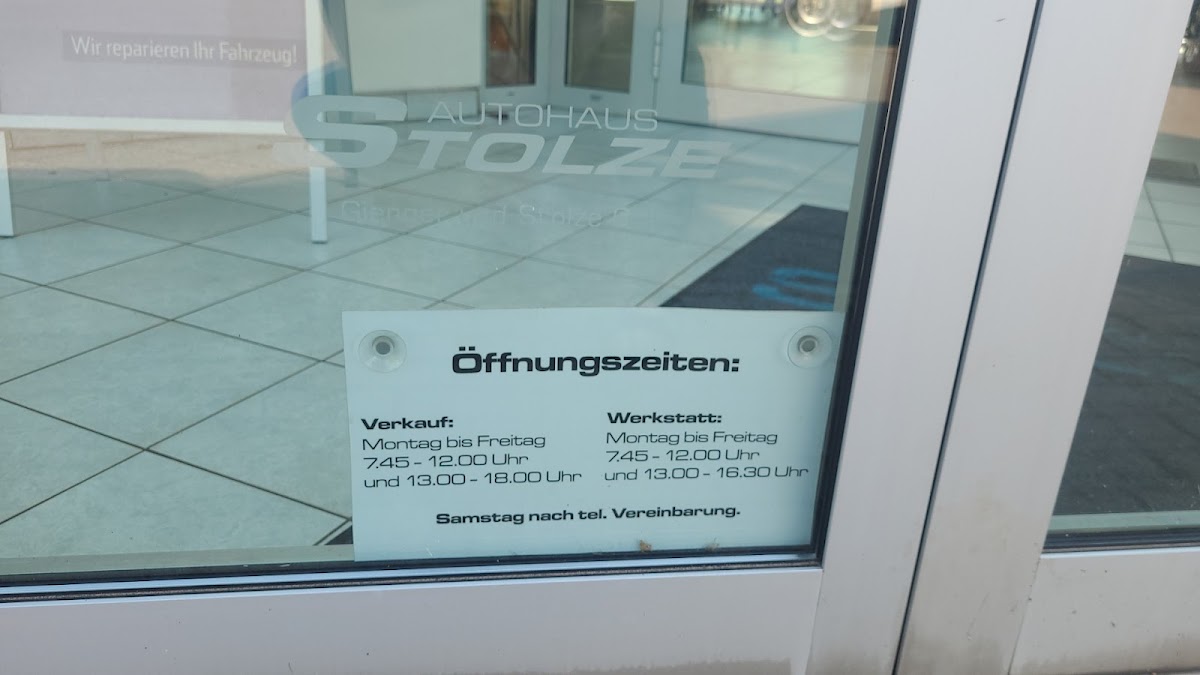 Wir reparieren Ihr Fahrzeug!
AUTOHAUS
STOLZE
und Stolze
Öffnungszeiten:
Verkauf:
Montag bis Freitag
7.45 - 12.00 Uhr
und 13.00 - 18.00 Uhr
Werkstatt:
Montag bis Freitag
7.45 - 12.00 Uhr
und 13.00 - 16.30 Uhr
Samstag nach tel. Vereinbarung.